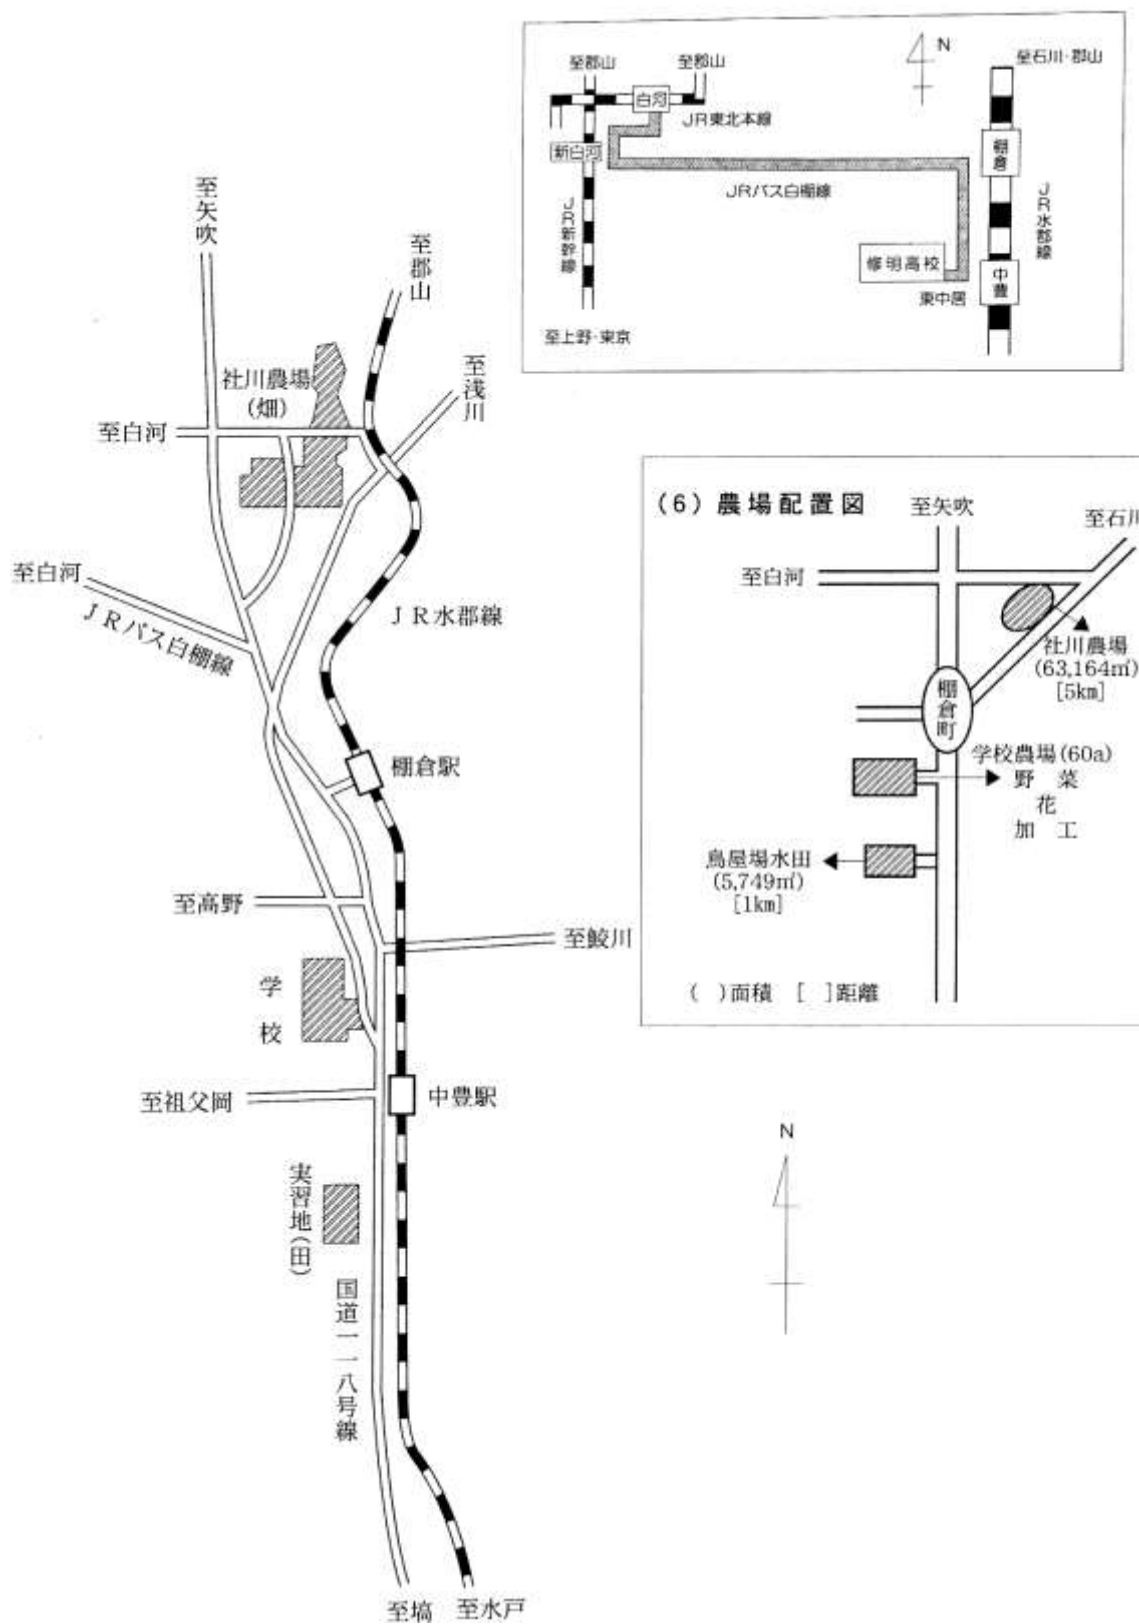 至郡山
至郡山
N
至石川・郡山
白河
JR東北本線
新白河
棚倉
JRバス白棚線
JR新幹線
JR水郡線
修明高校
中豊
東中居
至上野・東京
至矢吹
至郡山
社川農場
(畑)
至浅川
至白河
至白河
JRバス白棚線
JR水郡線
棚倉駅
至高野
至鮫川
学校
至祖父岡
中豊駅
実習地(田)
国道一一八号線
至塙
至水戸
(6)農場配置図
至矢吹
至石川
至白河
社川農場
(63,164㎡)
[5km]
棚倉町
学校農場(60a)
野菜
花
加工
鳥屋場水田
(5,749㎡)
[1km]
( )面積 [ ]距離
N